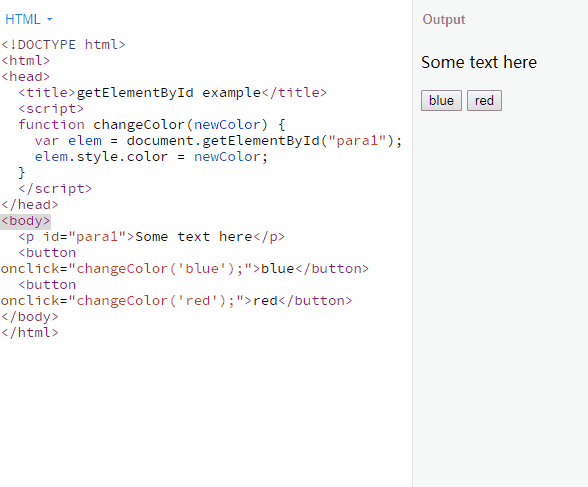 HTML
<!DOCTYPE html>
<html>
<head>
  <title>getElementById example</title>
  <script>
  function changeColor(newColor) {
    var elem = document.getElementById("para1");
    elem.style.color = newColor;
  }
  </script>
</head>
<body>
  <p id="para1">Some text here</p>
  <button
onclick="changeColor('blue');">blue</button>
  <button
onclick="changeColor('red');">red</button>
</body>
</html>
Output
Some text here
blue red